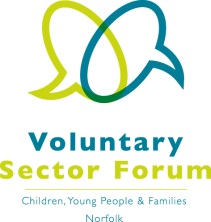 Voluntary
Sector Forum
Children, Young People & Families
Norfolk